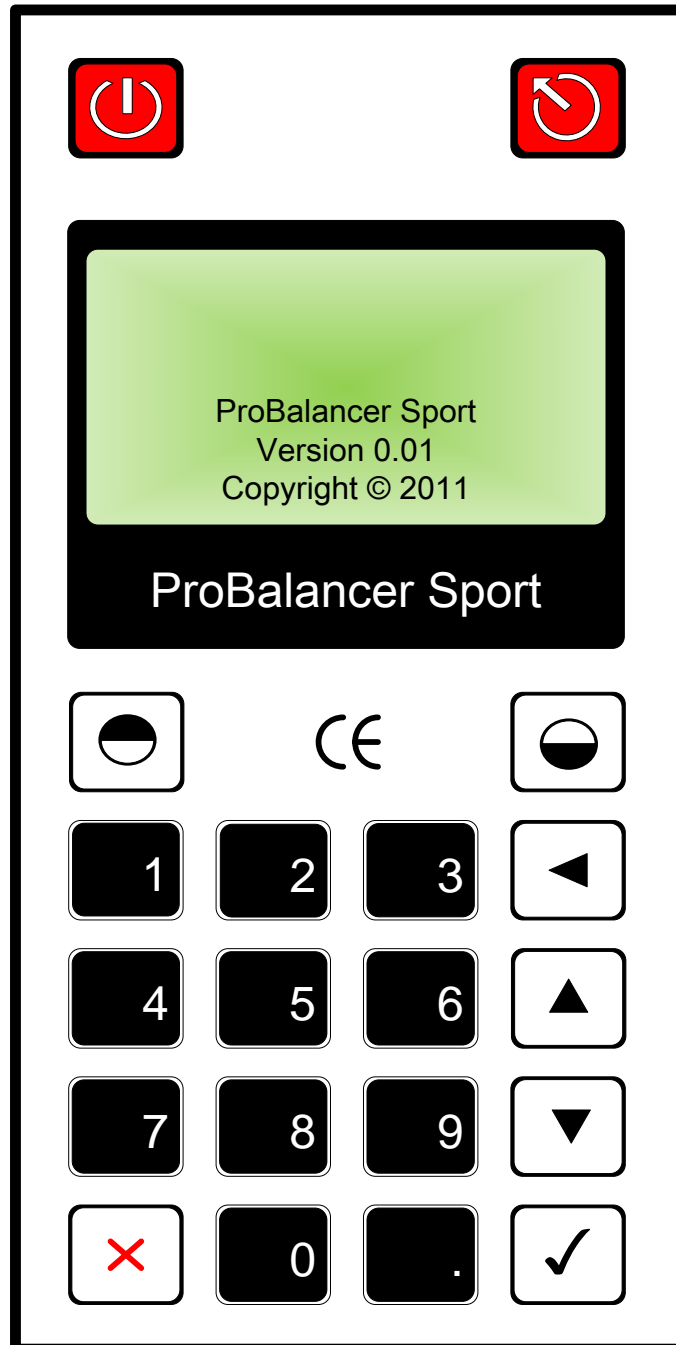 ProBalancer Sport
Version 0.01
Copyright © 2011
ProBalancer Sport
CE
1 2 3
4 5 6
7 8 9
0 .